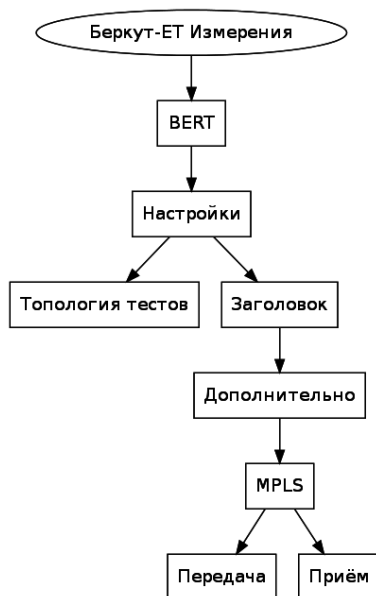 Беркут-ЕТ Измерения
BERT
Настройки
Топология тестов
Заголовок
Дополнительно
MPLS
Передача
Приём